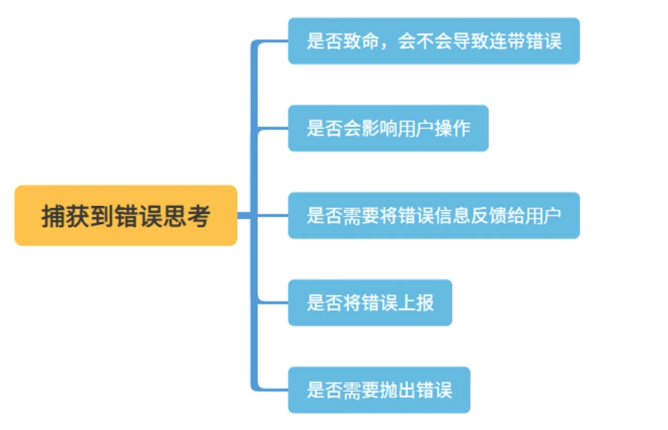 捕获到错误思考
是否致命，会不会导致连带错误
是否会影响用户操作
是否需要将错误信息反馈给用户
是否将错误上报
是否需要抛出错误